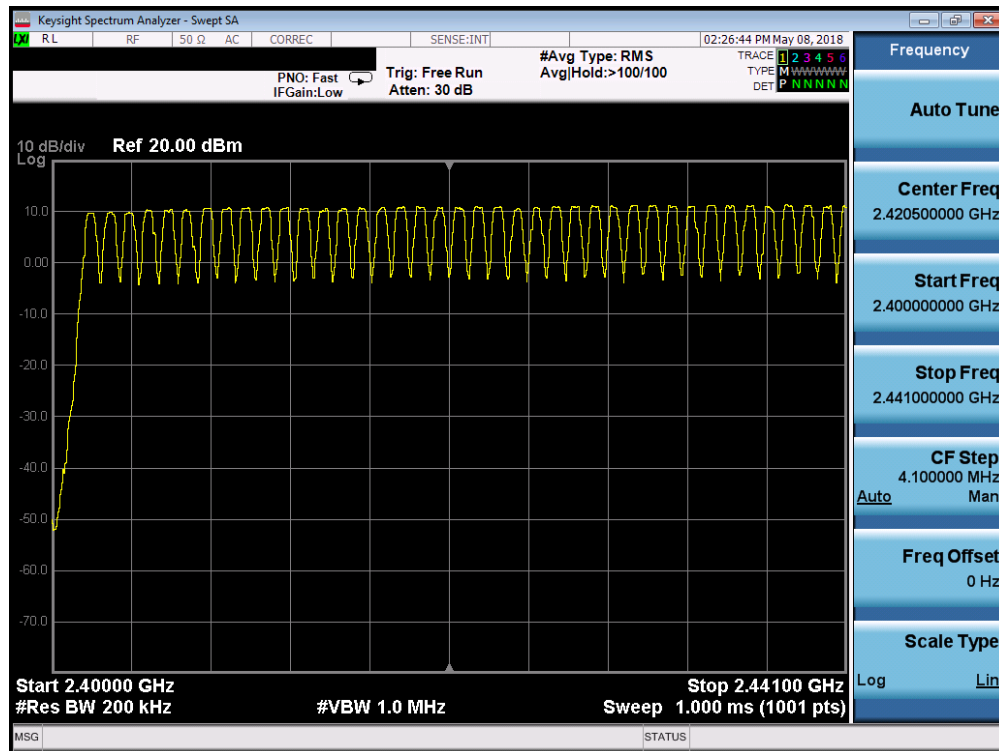 Keysight Spectrum Analyzer - Swept SA
LXI RL RF 50 Ω AC CORREC SENSE:INT 02:26:44 PM May 08, 2018
PNO: Fast
IFGain:Low
Trig: Free Run
Atten: 30 dB
#Avg Type: RMS
Avg|Hold:>100/100
TRACE 1 2 3 4 5 6
TYPE M WWWWW
DET P N N N N N
10 dB/div Ref 20.00 dBm
Log
10.0
0.00
-10.0
-20.0
-30.0
-40.0
-50.0
-60.0
-70.0
Start 2.40000 GHz Stop 2.44100 GHz
#Res BW 200 kHz #VBW 1.0 MHz Sweep 1.000 ms (1001 pts)
MSG STATUS
Frequency
Auto Tune
Center Freq
2.420500000 GHz
Start Freq
2.400000000 GHz
Stop Freq
2.441000000 GHz
CF Step
4.100000 MHz
Auto Man
Freq Offset
0 Hz
Scale Type
Log Lin